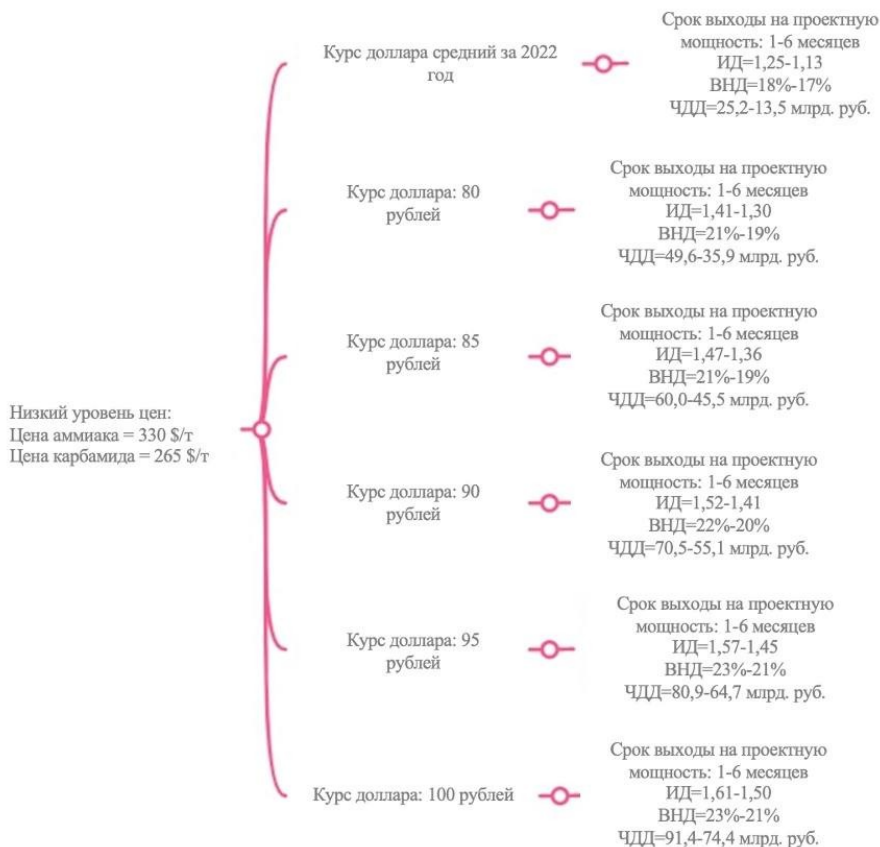 Низкий уровень цен:
Цена аммиака = 330 $/т
Цена карбамида = 265 $/т
Курс доллара средний за 2022
год
Срок выходы на проектную
мощность: 1-6 месяцев
ИД=1,25-1,13
ВНД=18%-17%
ЧДД=25,2-13,5 млрд. руб.
Курс доллара: 80
рублей
Срок выходы на проектную
мощность: 1-6 месяцев
ИД=1,41-1,30
ВНД=21%-19%
ЧДД=49,6-35,9 млрд. руб.
Курс доллара: 85
рублей
Срок выходы на проектную
мощность: 1-6 месяцев
ИД=1,47-1,36
ВНД=21%-19%
ЧДД=60,0-45,5 млрд. руб.
Курс доллара: 90
рублей
Срок выходы на проектную
мощность: 1-6 месяцев
ИД=1,52-1,41
ВНД=22%-20%
ЧДД=70,5-55,1 млрд. руб.
Курс доллара: 95
рублей
Срок выходы на проектную
мощность: 1-6 месяцев
ИД=1,57-1,45
ВНД=23%-21%
ЧДД=80,9-64,7 млрд. руб.
Курс доллара: 100 рублей
Срок выходы на проектную
мощность: 1-6 месяцев
ИД=1,61-1,50
ВНД=23%-21%
ЧДД=91,4-74,4 млрд. руб.